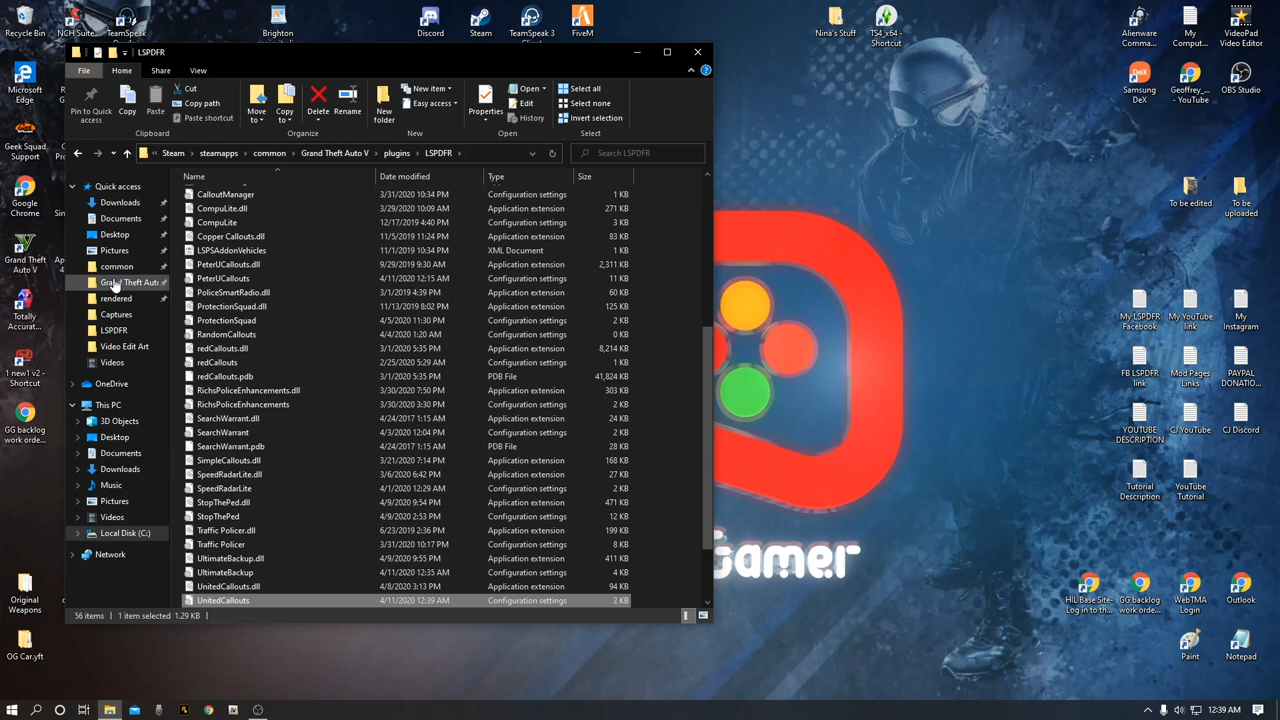 Recycle Bin
NCH Suite...
TeamSpeak
Brighton
Discord
Steam
TeamSpeak 3
Client
FiveM
Nina's Stuff
TS4_x64 -
Shortcut
Alienware
Comma...
My
Comput...
VideoPad
Video Editor
LSPDFR
File
Home
Share
View
Microsoft
Edge
Samsung
DeX
Geoffrey_...
- YouTube
OBS Studio
Pin to Quick
access
Copy
Paste
Cut
Copy path
Paste shortcut
Move
to
Copy
to
Delete
Rename
New
folder
New item
Easy access
Properties
Open
Edit
History
Select all
Select none
Invert selection
Clipboard
Organize
New
Open
Select
Geek Squad
Support
Steam > steamapps > common > Grand Theft Auto V > plugins > LSPDFR >
Search LSPDFR
Name
Date modified
Type
Size
Google
Chrome
Grand Theft
Auto V
Totally
Accurat...
1 new1 v2 -
Shortcut
GG backlog
work orde...
Original
Weapons
OG Car.yft
Quick access
Downloads
Documents
Desktop
Pictures
common
Grand Theft Auto
rendered
Captures
LSPDFR
Video Edit Art
Videos
OneDrive
This PC
3D Objects
Desktop
Documents
Downloads
Music
Pictures
Videos
Local Disk (C:)
Network
CalloutManager 3/31/2020 10:34 PM Configuration settings 1 KB
CompuLite.dll 3/29/2020 10:09 AM Application extension 271 KB
CompuLite 12/17/2019 4:40 PM Configuration settings 3 KB
Copper Callouts.dll 11/5/2019 11:24 PM Application extension 83 KB
LSPSAddonVehicles 11/1/2019 10:34 PM XML Document 1 KB
PeterUCallouts.dll 9/29/2019 9:30 AM Application extension 2,311 KB
PeterUCallouts 4/11/2020 12:15 AM Configuration settings 11 KB
PoliceSmartRadio.dll 3/1/2019 4:39 PM Application extension 60 KB
ProtectionSquad.dll 11/13/2019 8:02 PM Application extension 125 KB
ProtectionSquad 4/5/2020 11:30 PM Configuration settings 2 KB
RandomCallouts 4/4/2020 1:20 AM Configuration settings 0 KB
redCallouts.dll 3/1/2020 5:35 PM Application extension 8,214 KB
redCallouts 2/25/2020 5:29 AM Configuration settings 1 KB
redCallouts.pdb 3/1/2020 5:35 PM PDB File 41,824 KB
RichsPoliceEnhancements.dll 3/30/2020 7:50 PM Application extension 303 KB
RichsPoliceEnhancements 3/30/2020 3:30 PM Configuration settings 2 KB
SearchWarrant.dll 4/24/2017 1:15 AM Application extension 24 KB
SearchWarrant 4/3/2020 12:04 PM Configuration settings 2 KB
SearchWarrant.pdb 4/24/2017 1:15 AM PDB File 28 KB
SimpleCallouts.dll 3/21/2020 7:14 PM Application extension 168 KB
SpeedRadarLite.dll 3/6/2020 6:42 PM Application extension 27 KB
SpeedRadarLite 4/1/2020 12:29 AM Configuration settings 1 KB
StopThePed.dll 4/9/2020 9:54 PM Application extension 471 KB
StopThePed 4/9/2020 2:53 PM Configuration settings 12 KB
Traffic Policer.dll 6/23/2019 2:36 PM Application extension 199 KB
Traffic Policer 3/31/2020 10:17 PM Configuration settings 8 KB
UltimateBackup.dll 4/9/2020 9:55 PM Application extension 411 KB
UltimateBackup 4/11/2020 12:35 AM Configuration settings 4 KB
UnitedCallouts.dll 4/8/2020 3:13 PM Application extension 94 KB
UnitedCallouts 4/11/2020 12:39 AM Configuration settings 2 KB
56 items
1 item selected 1.29 KB
To be edited
To be
uploaded
My LSPDFR
Facebook
My YouTube
link
My
Instagram
FB LSPDFR
link
Mod Pages
Links
PAYPAL
DONATIO...
YOUTUBE
DESCRIPTION
CJ YouTube
CJ Discord
Tutorial
Description
YouTube
Tutorial
Gamer
HIL Base Site-
Log in to th...
GG backlog
work orde...
WebTMA
Login
Outlook
Paint
Notepad
12:39 AM